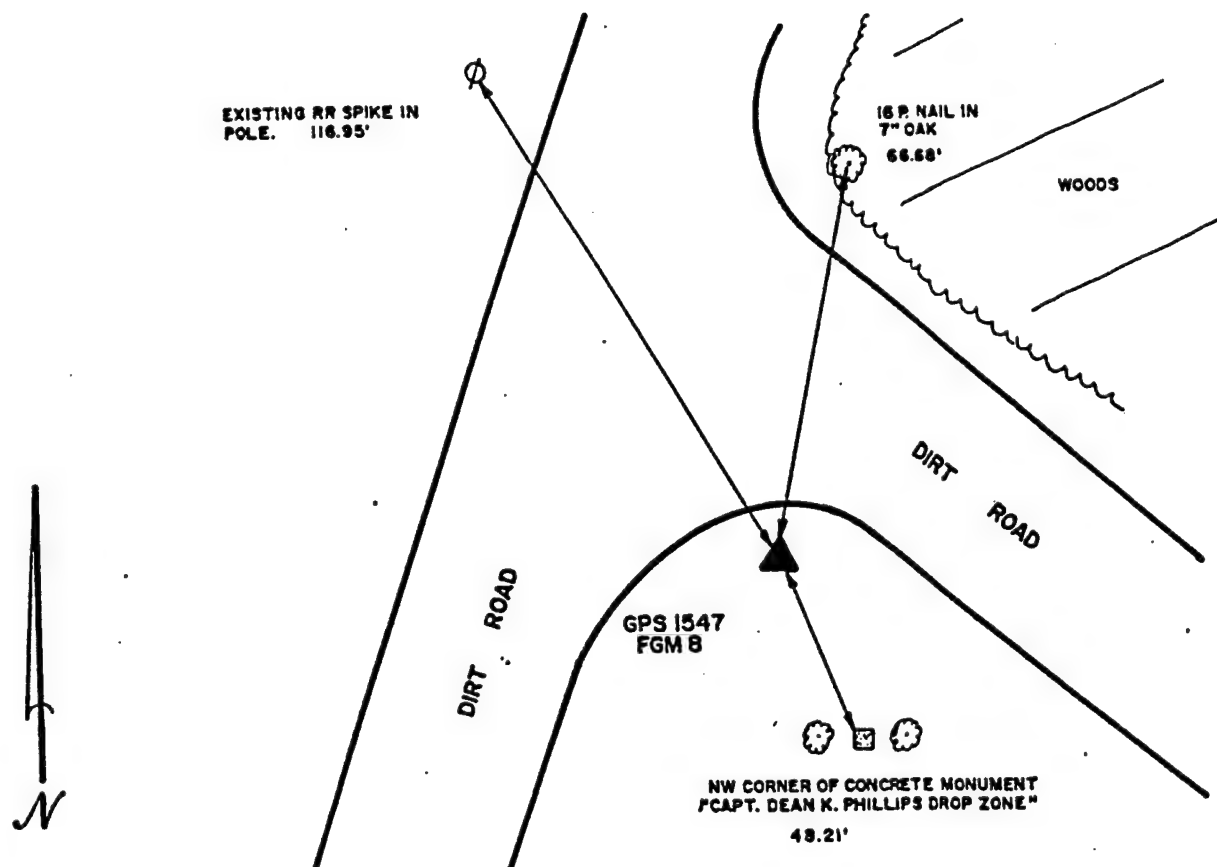 EXISTING RR SPIKE IN
POLE. 116.95'
16 P. NAIL IN
7" OAK
66.68'
WOODS
DIRT ROAD
DIRT ROAD
GPS 1547
FGM 8
NW CORNER OF CONCRETE MONUMENT
"CAPT. DEAN K. PHILLIPS DROP ZONE"
48.21'
N